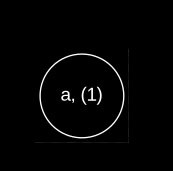 a, (1)